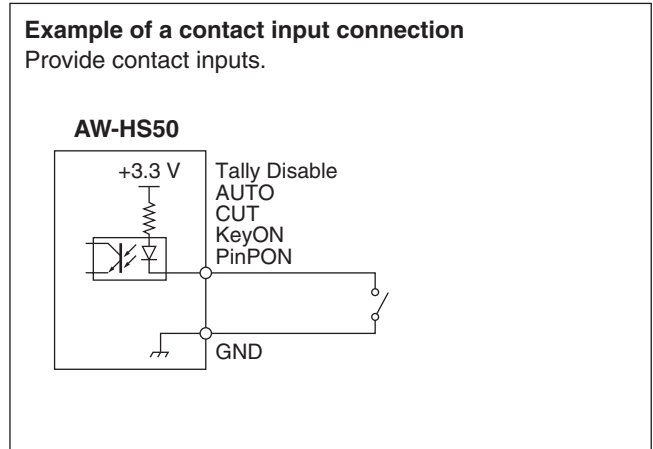 Example of a contact input connection
Provide contact inputs.
AW-HS50
+3.3 V
Tally Disable
AUTO
CUT
KeyON
PinPON
GND